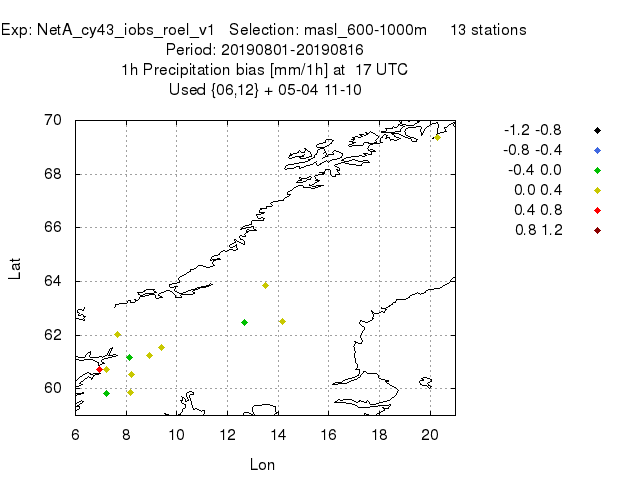 Exp: NetA_cy43_iobs_roel_v1 Selection: masl_600-1000m 13 stations
Period: 20190801-20190816
1h Precipitation bias [mm/1h] at 17 UTC
Used {06,12} + 05-04 11-10
70
68
66
64
62
60
Lat
6 8 10 12 14 16 18 20
Lon
-1.2 -0.8
-0.8 -0.4
-0.4 0.0
0.0 0.4
0.4 0.8
0.8 1.2